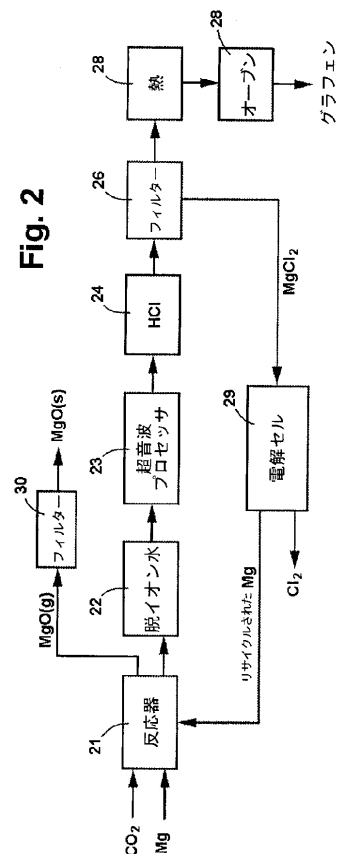 Fig. 2
CO2
Mg
21
反応器
MgO(g)
30
フィルター
MgO(s)
22
脱イオン水
23
超音波
プロセッサ
24
HCl
26
フィルター
28
熱
28
オーブン
グラフェン
MgCl2
29
電解セル
Cl2
リサイクルされた Mg